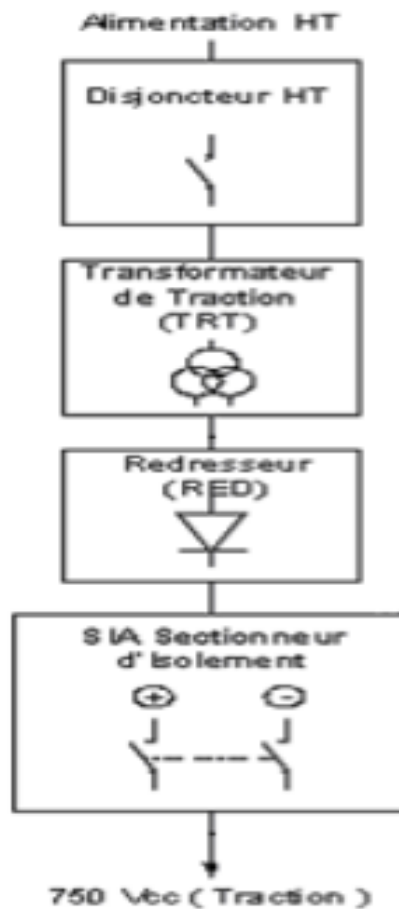 Alimentation HT
Disjoncteur HT
Transformateur
de Traction
(TRT)
Redresseur
(RED)
SIA Sectionneur
d'Isolement
+ -
750 Vcc ( Traction )